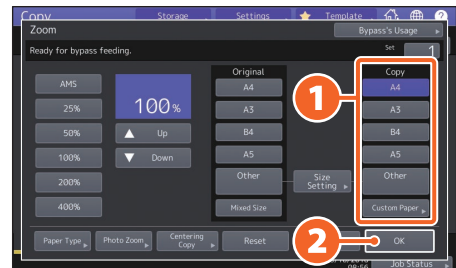 Copy Storage Settings Template
Zoom Bypass's Usage
Ready for bypass feeding. Set 1
Original Copy
AMS A4 A4
25% 100% A3 A3
50% Up B4 B4
100% Down A5 A5
200% Other Size Setting Other
400% Mixed Size Custom Paper
Paper Type Photo Zoom Centering Copy Reset OK
09:56 Job Status
1
2